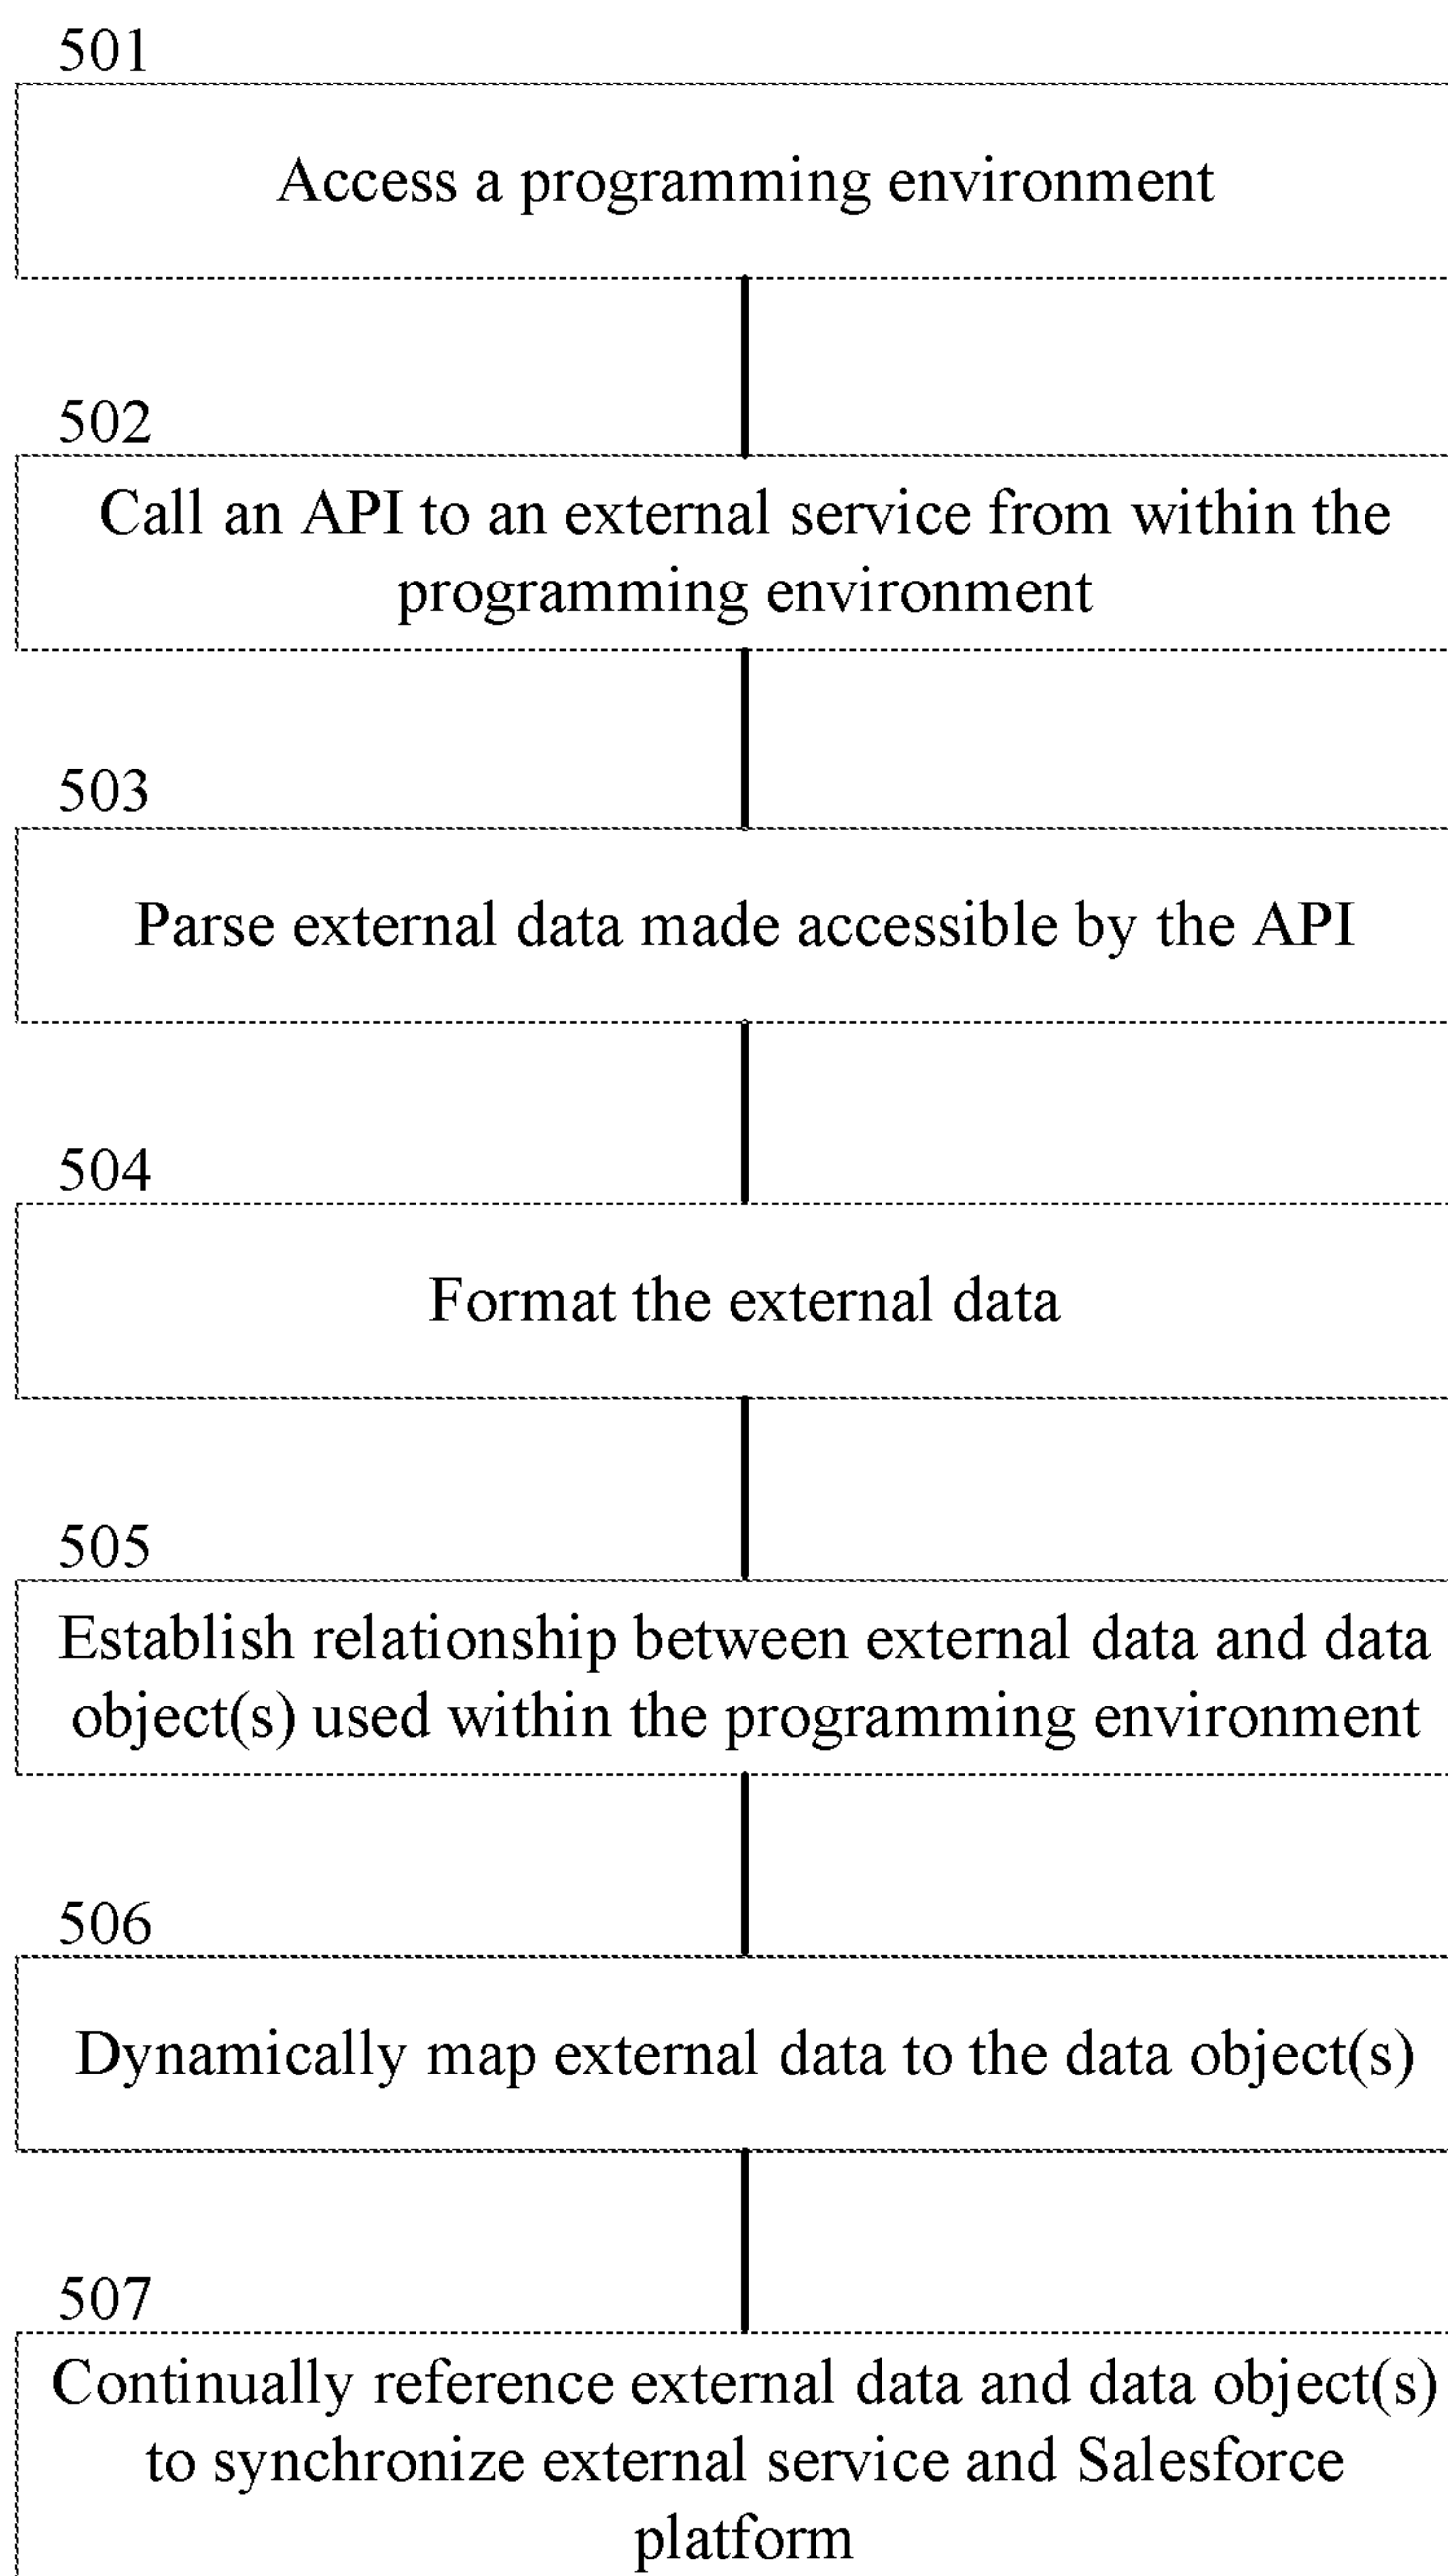 501
Access a programming environment
502
Call an API to an external service from within the
programming environment
503
Parse external data made accessible by the API
504
Format the external data
505
Establish relationship between external data and data
object(s) used within the programming environment
506
Dynamically map external data to the data object(s)
507
Continually reference external data and data object(s)
to synchronize external service and Salesforce
platform